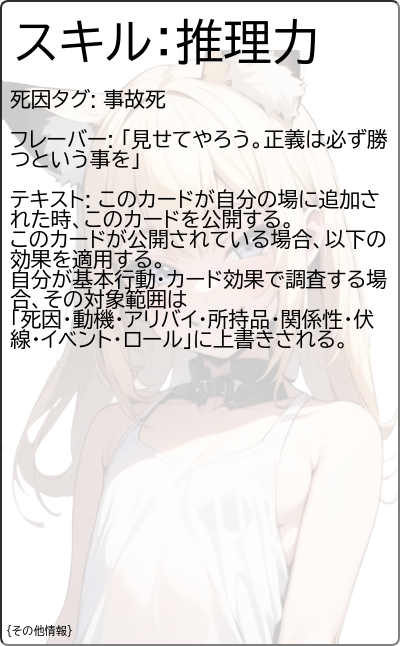 スキル：推理力
死因タグ: 事故死
フレーバー: 「見せてやろう。正義は必ず勝
つという事を」
テキスト: このカードが自分の場に追加さ
れた時、このカードを公開する。
このカードが公開されている場合、以下の
効果を適用する。
自分が基本行動・カード効果で調査する場
合、その対象範囲は
「死因・動機・アリバイ・所持品・関係性・伏
線・イベント・ロール」に上書きされる。
{その他情報}